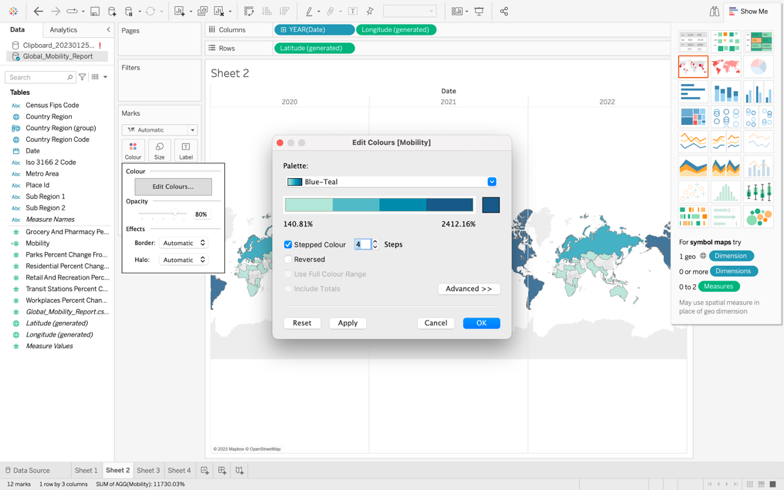 Show Me
Data
Analytics
Clipboard_20230125... !
Global_Mobility_Report
Search
Tables
Abc Census Fips Code
Country Region
Country Region (group)
Country Region Code
Date
Abc Iso 3166 2 Code
Abc Metro Area
Abc Place Id
Abc Sub Region 1
Abc Sub Region 2
Abc Measure Names
Grocery And Pharmacy Pe...
Mobility
Parks Percent Change Fro...
Residential Percent Chang...
Retail And Recreation Perc...
Transit Stations Percent C...
Workplaces Percent Chan...
Global_Mobility_Report.cs...
Latitude (generated)
Longitude (generated)
Measure Values
Pages
Filters
Marks
Automatic
Colour
Size
Label
Colour
Edit Colours...
Opacity
80%
Effects
Border: Automatic
Halo: Automatic
Columns
YEAR(Date)
Longitude (generated)
Rows
Latitude (generated)
Sheet 2
Date
2020
2021
2022
Edit Colours [Mobility]
Palette:
Blue-Teal
140.81%
2412.16%
Stepped Colour
4
Steps
Reversed
Use Full Colour Range
Include Totals
Advanced >>
Reset
Apply
Cancel
OK
© 2023 Mapbox © OpenStreetMap
For symbol maps try
1 geo Dimension
0 or more Dimensions
0 to 2 Measures
May use spatial measure in
place of geo dimension
Data Source
Sheet 1
Sheet 2
Sheet 3
Sheet 4
12 marks
1 row by 3 columns
SUM of AGG(Mobility): 11730.03%